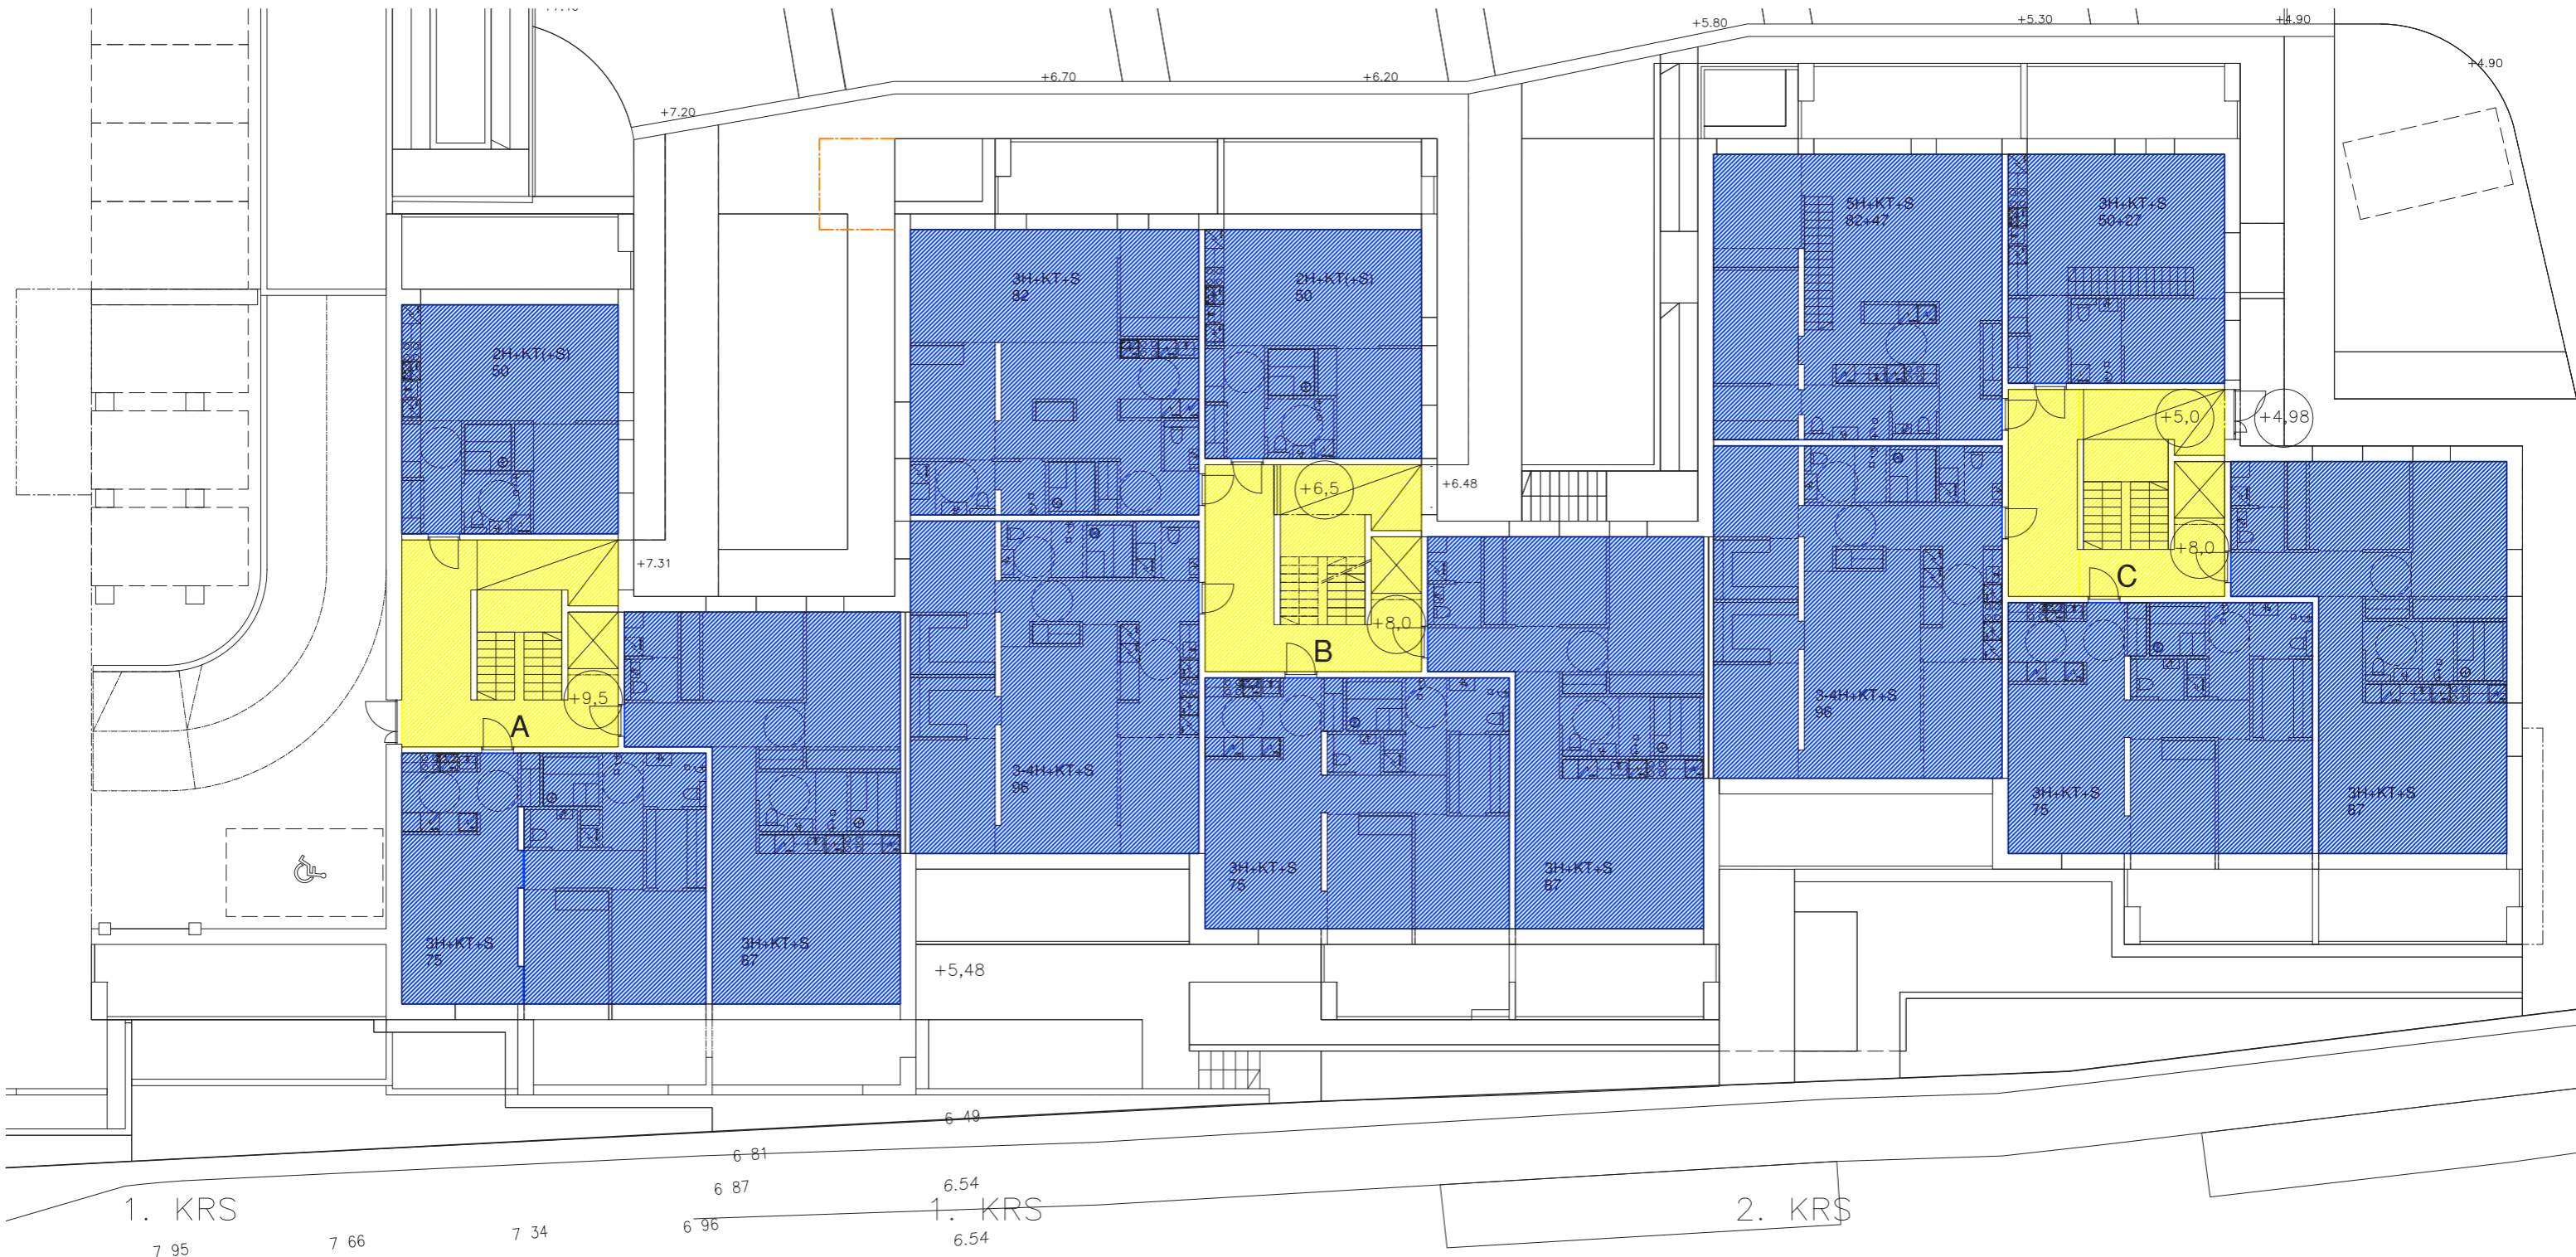 +5.80
+5.30
+4.90
+4.90
+6.70
+6.20
+7.20
5H+KT+S
82+47
3H+KT+S
50+27
3H+KT+S
82
2H+KT(+S)
50
2H+KT(+S)
50
+5,0
+4,98
+6,5
+6.48
+7.31
+8,0
C
+8,0
B
+9,5
A
3-4H+KT+S
96
3-4H+KT+S
96
3H+KT+S
75
3H+KT+S
87
3H+KT+S
75
3H+KT+S
87
3H+KT+S
75
3H+KT+S
87
+5,48
6 49
6 81
6 87
6.54
1. KRS
1. KRS
2. KRS
7 95
7 66
7 34
6 96
6.54